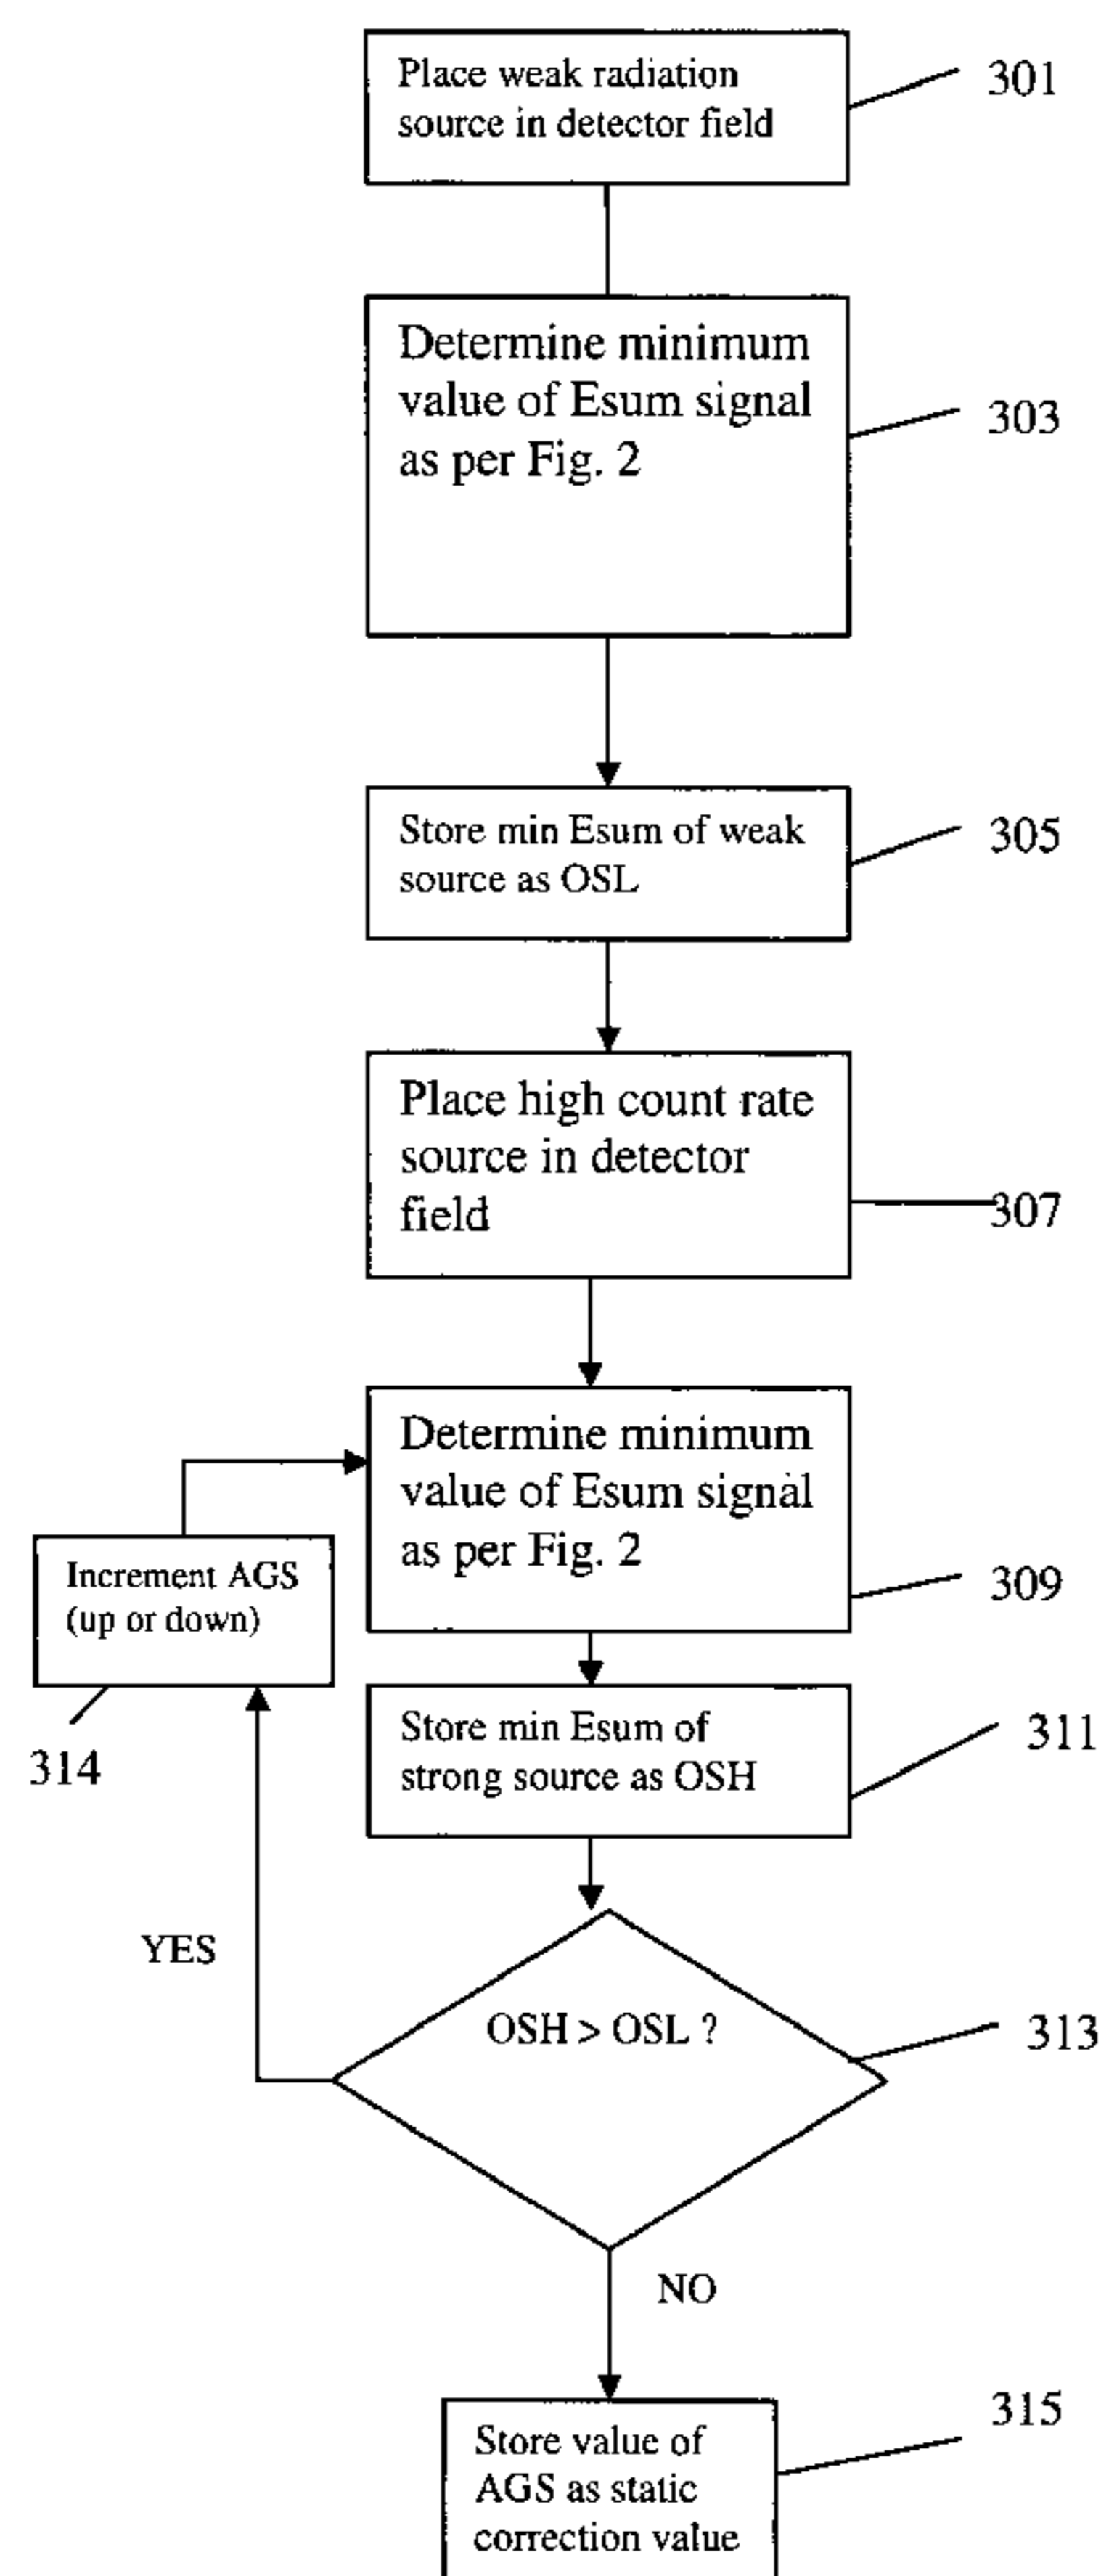 Place weak radiation
source in detector field
301
Determine minimum
value of Esum signal
as per Fig. 2
303
Store min Esum of weak
source as OSL
305
Place high count rate
source in detector
field
307
Determine minimum
value of Esum signal
as per Fig. 2
309
Increment AGS
(up or down)
314
Store min Esum of
strong source as OSH
311
YES
OSH > OSL ?
313
NO
Store value of
AGS as static
correction value
315